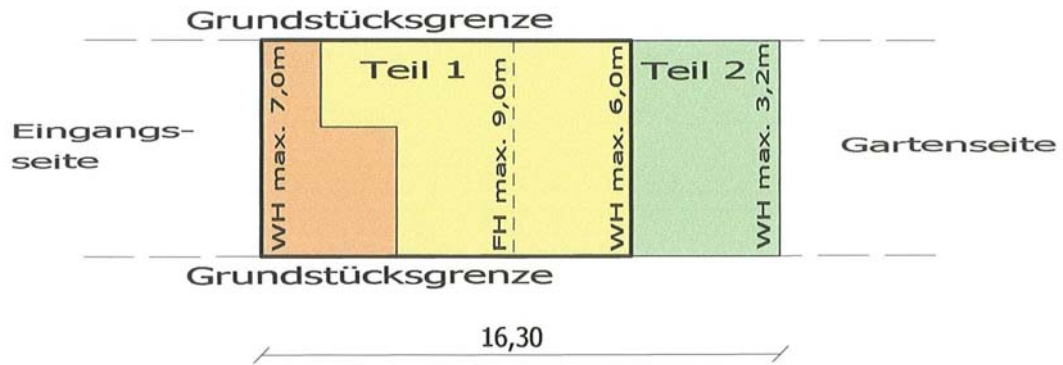 Grundstücksgrenze
Teil 1
Teil 2
Eingangs-
seite
WH max. 7,0m
FH max. 9,0m
WH max. 6,0m
WH max. 3,2m
Gartenseite
Grundstücksgrenze
16,30